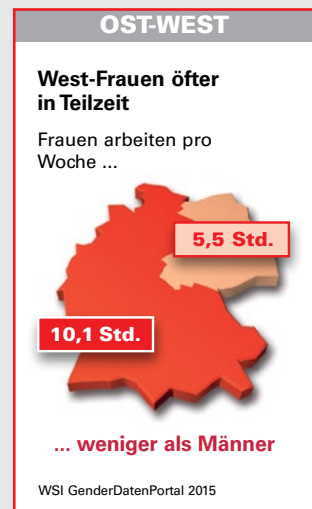 OST-WEST
West-Frauen öfter
in Teilzeit
Frauen arbeiten pro
Woche ...
5,5 Std.
10,1 Std.
... weniger als Männer
WSI GenderDatenPortal 2015